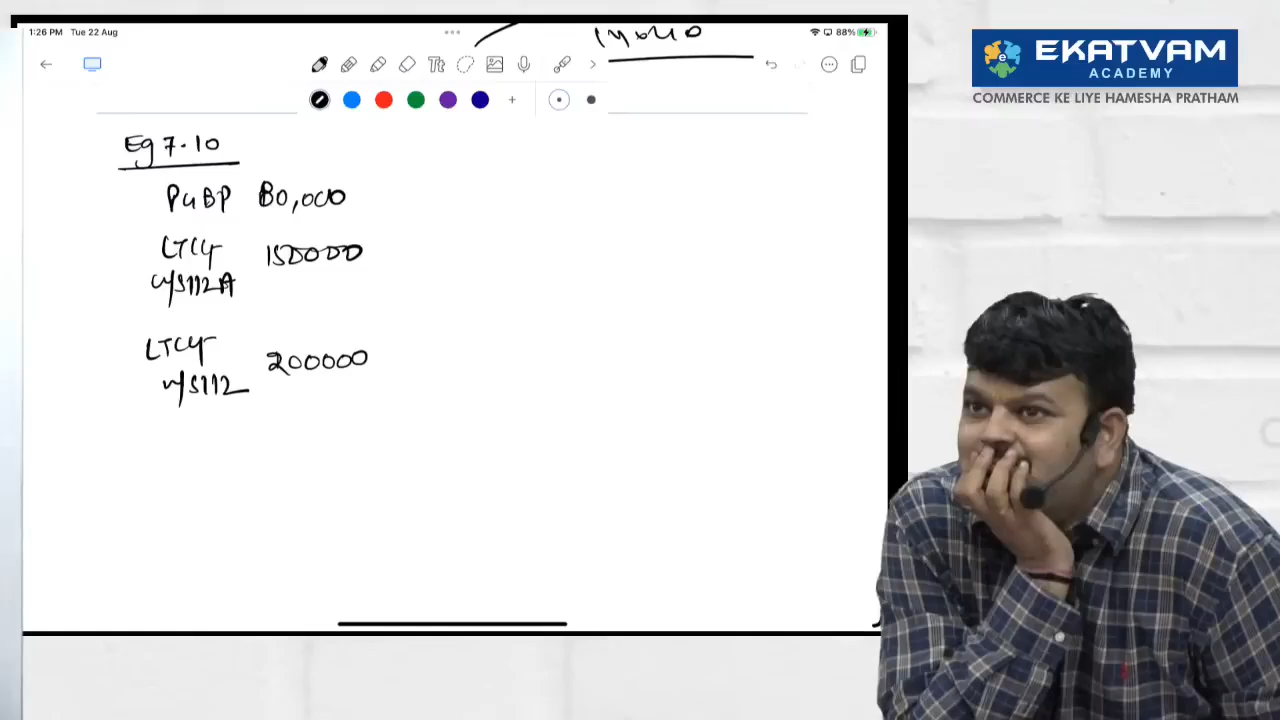 1:26 PM Tue 22 Aug
88%
Tt
EKATVAM
ACADEMY
COMMERCE KE LIYE HAMESHA PRATHAM
Eg 7.10
PGBP 80,000
LTCG 150000
u/s 112A
LTCG 200000
u/s 112